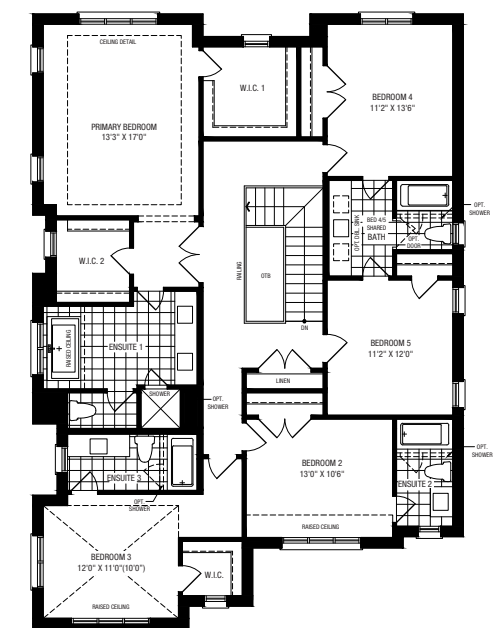 CEILING DETAIL
PRIMARY BEDROOM
13'3" X 17'0"
W.I.C. 1
BEDROOM 4
11'2" X 13'6"
OPT.
SHOWER
OPT DBL SINK
BED 4/5
SHARED
BATH
OPT.
DOOR
W.I.C. 2
RAILING
OTB
DN
RAISED CEILING
ENSUITE 1
BEDROOM 5
11'2" X 12'0"
LINEN
SHOWER
OPT.
SHOWER
OPT.
SHOWER
BEDROOM 2
13'0" X 10'6"
ENSUITE 2
ENSUITE 3
OPT.
SHOWER
RAISED CEILING
BEDROOM 3
12'0" X 11'0"(10'0")
W.I.C.
RAISED CEILING